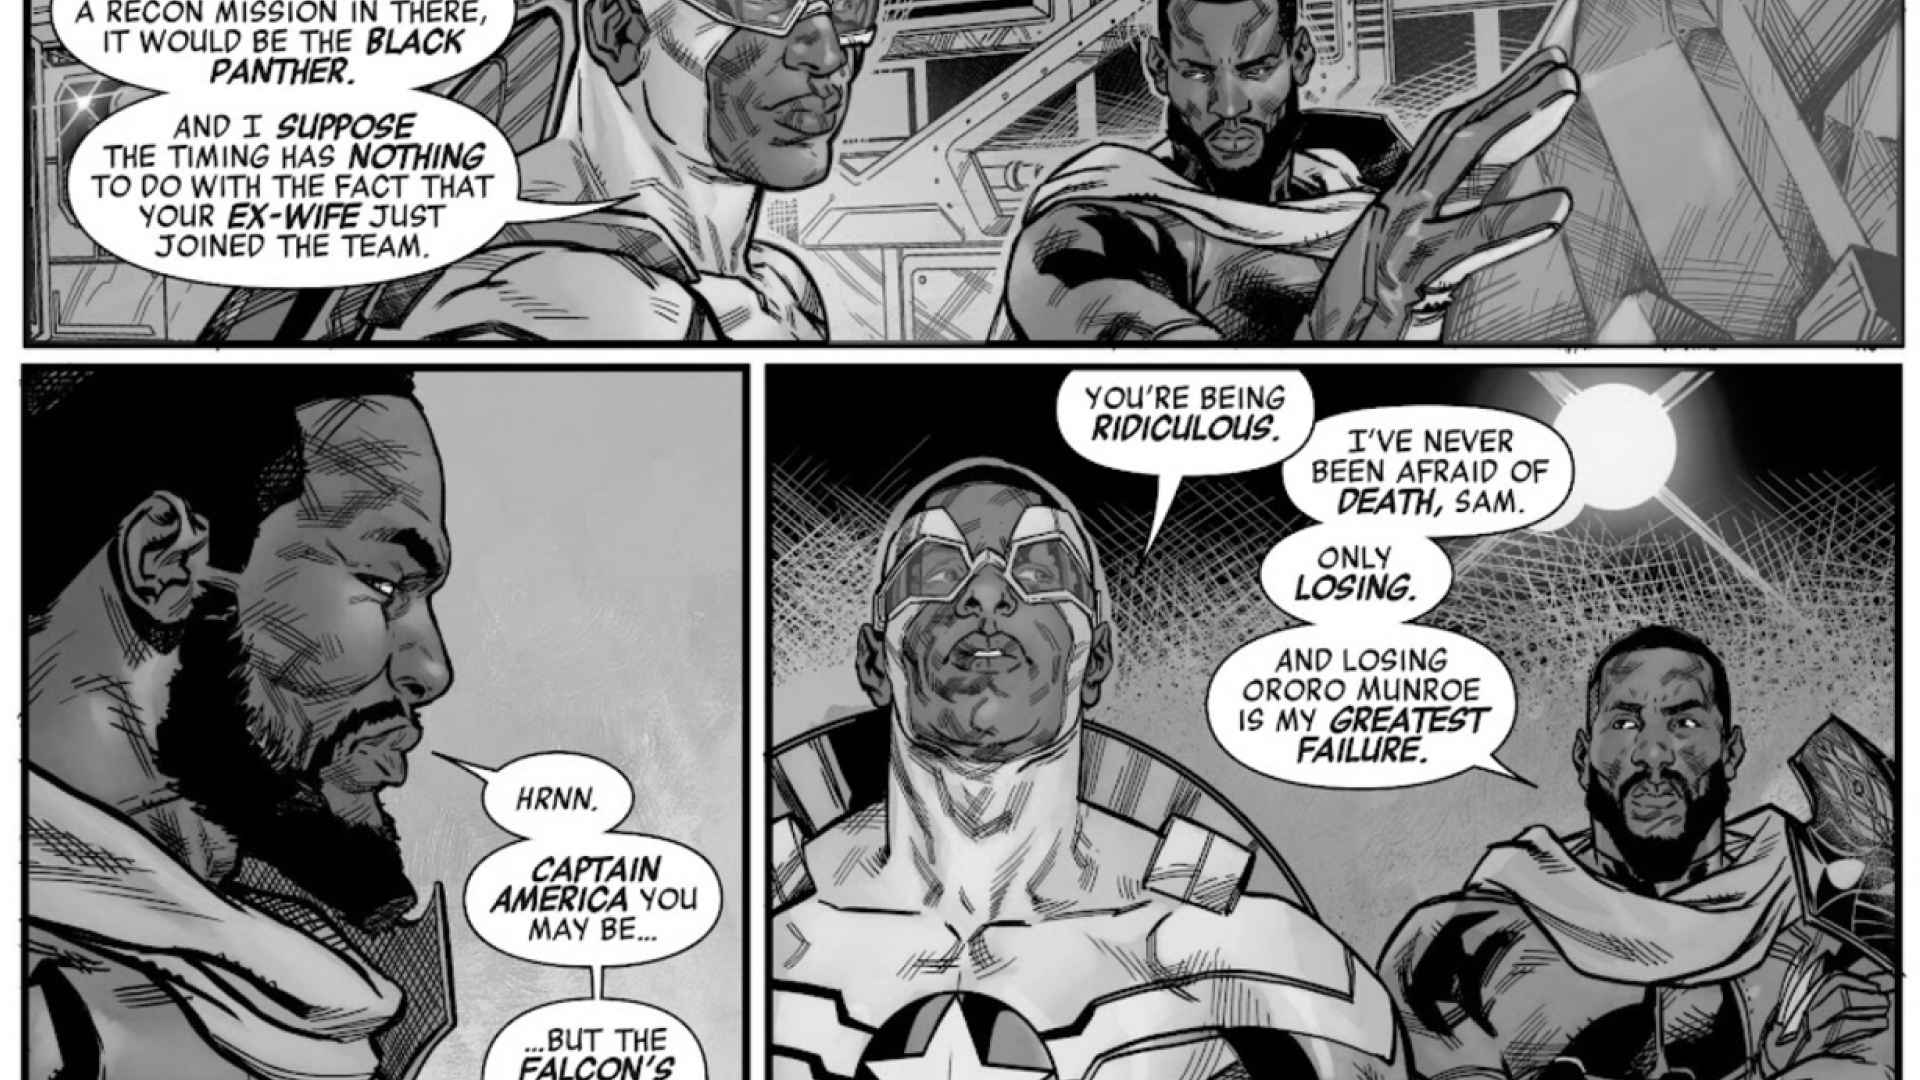 A RECON MISSION IN THERE,
IT WOULD BE THE BLACK
PANTHER.
AND I SUPPOSE
THE TIMING HAS NOTHING
TO DO WITH THE FACT THAT
YOUR EX-WIFE JUST
JOINED THE TEAM.
HRNN.
CAPTAIN
AMERICA YOU
MAY BE...
...BUT THE
FALCON'S
YOU'RE BEING
RIDICULOUS.
I'VE NEVER
BEEN AFRAID OF
DEATH, SAM.
ONLY
LOSING.
AND LOSING
ORORO MUNROE
IS MY GREATEST
FAILURE.